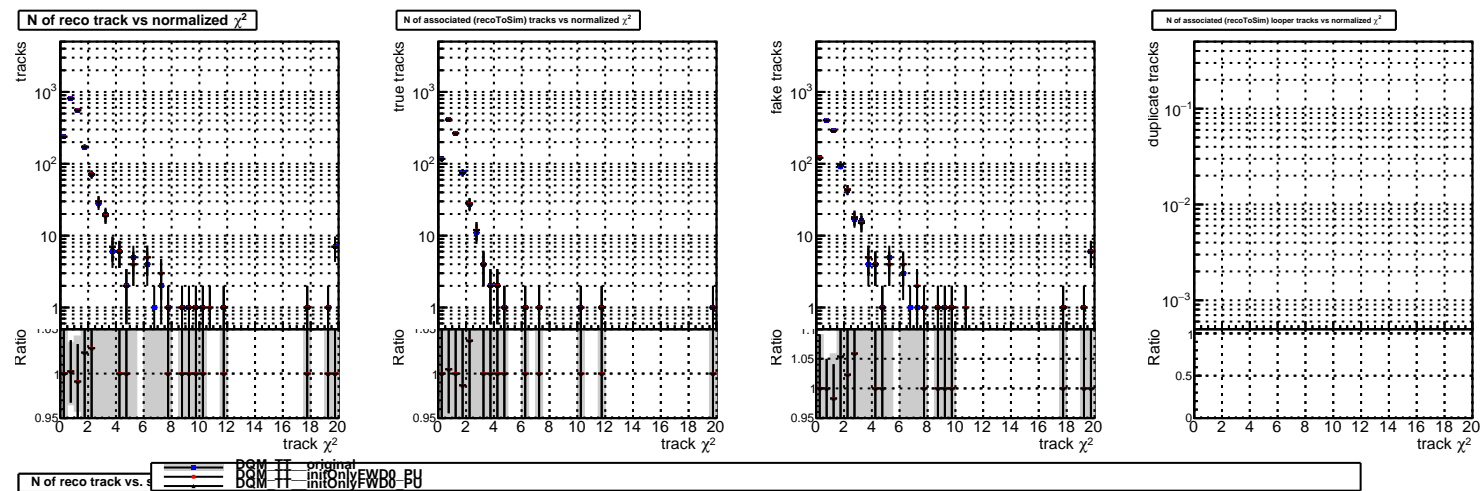 N of reco track vs normalized χ²
tracks
10³
10²
10
1
Ratio
1.05
1
0.95
0 2 4 6 8 10 12 14 16 18 20
track χ²
N of associated (recoToSim) tracks vs normalized χ²
true tracks
10³
10²
10
1
Ratio
1.05
1
0.95
0 2 4 6 8 10 12 14 16 18 20
track χ²
fake tracks
10³
10²
10
1
Ratio
1.05
1
0.95
0 2 4 6 8 10 12 14 16 18 20
track χ²
N of associated (recoToSim) looper tracks vs normalized χ²
duplicate tracks
10⁻¹
10⁻²
10⁻³
Ratio
1
0.5
0
0 2 4 6 8 10 12 14 16 18 20
track χ²
N of reco track vs. s
DQM_TT__original
DQM_TT__initOnlyFWD0_PU
DQM_TT__initOnlyFWD0_PU